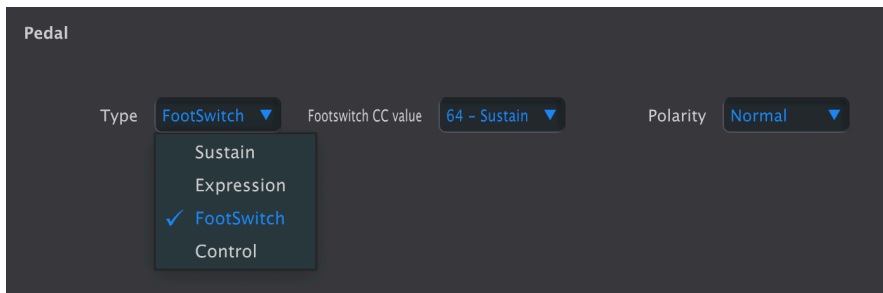 Pedal
Type FootSwitch ▼ Footswitch CC value 64 – Sustain ▼ Polarity Normal ▼
Sustain
Expression
✓ FootSwitch
Control